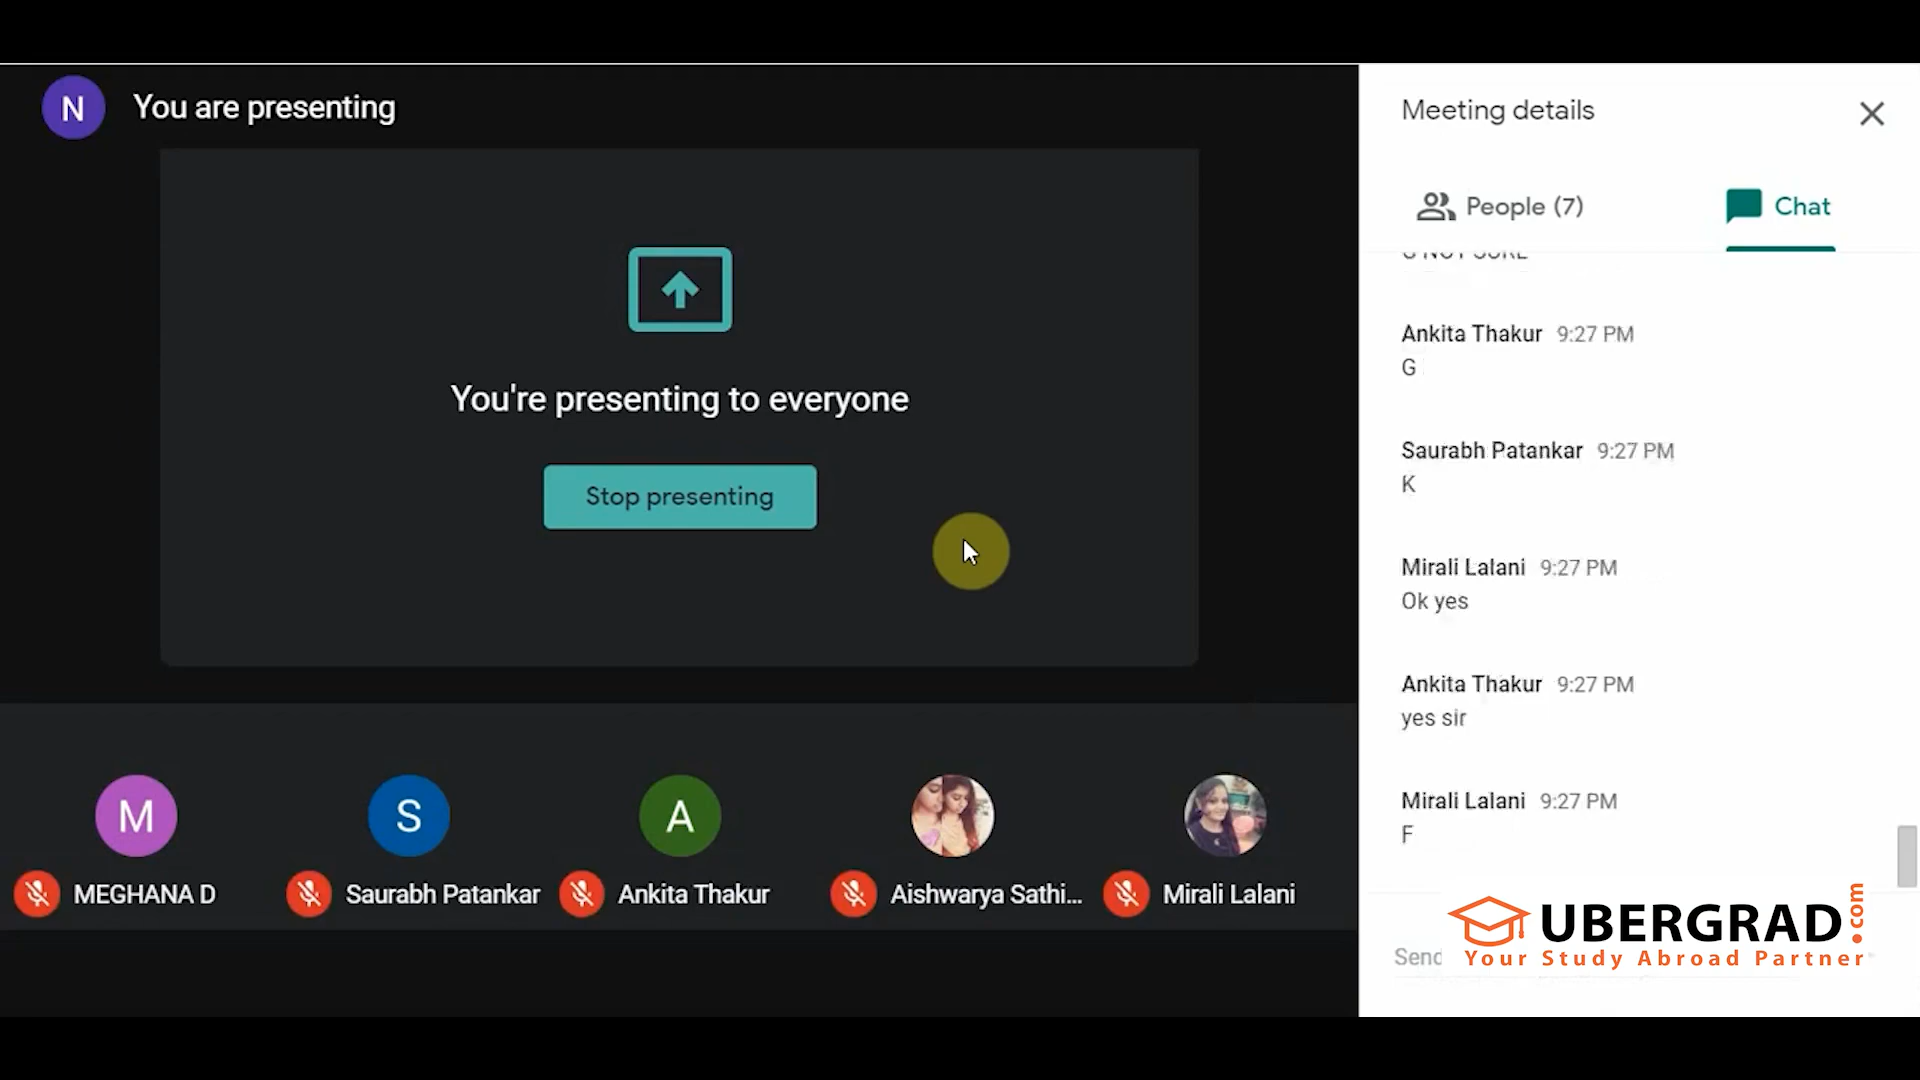 N You are presenting
You're presenting to everyone
Stop presenting
M
S
A
MEGHANA D
Saurabh Patankar
Ankita Thakur
Aishwarya Sathi...
Mirali Lalani
Meeting details
People (7)
Chat
G NOT SURE
Ankita Thakur 9:27 PM
G
Saurabh Patankar 9:27 PM
K
Mirali Lalani 9:27 PM
Ok yes
Ankita Thakur 9:27 PM
yes sir
Mirali Lalani 9:27 PM
F
Send
UBERGRAD.com
Your Study Abroad Partner